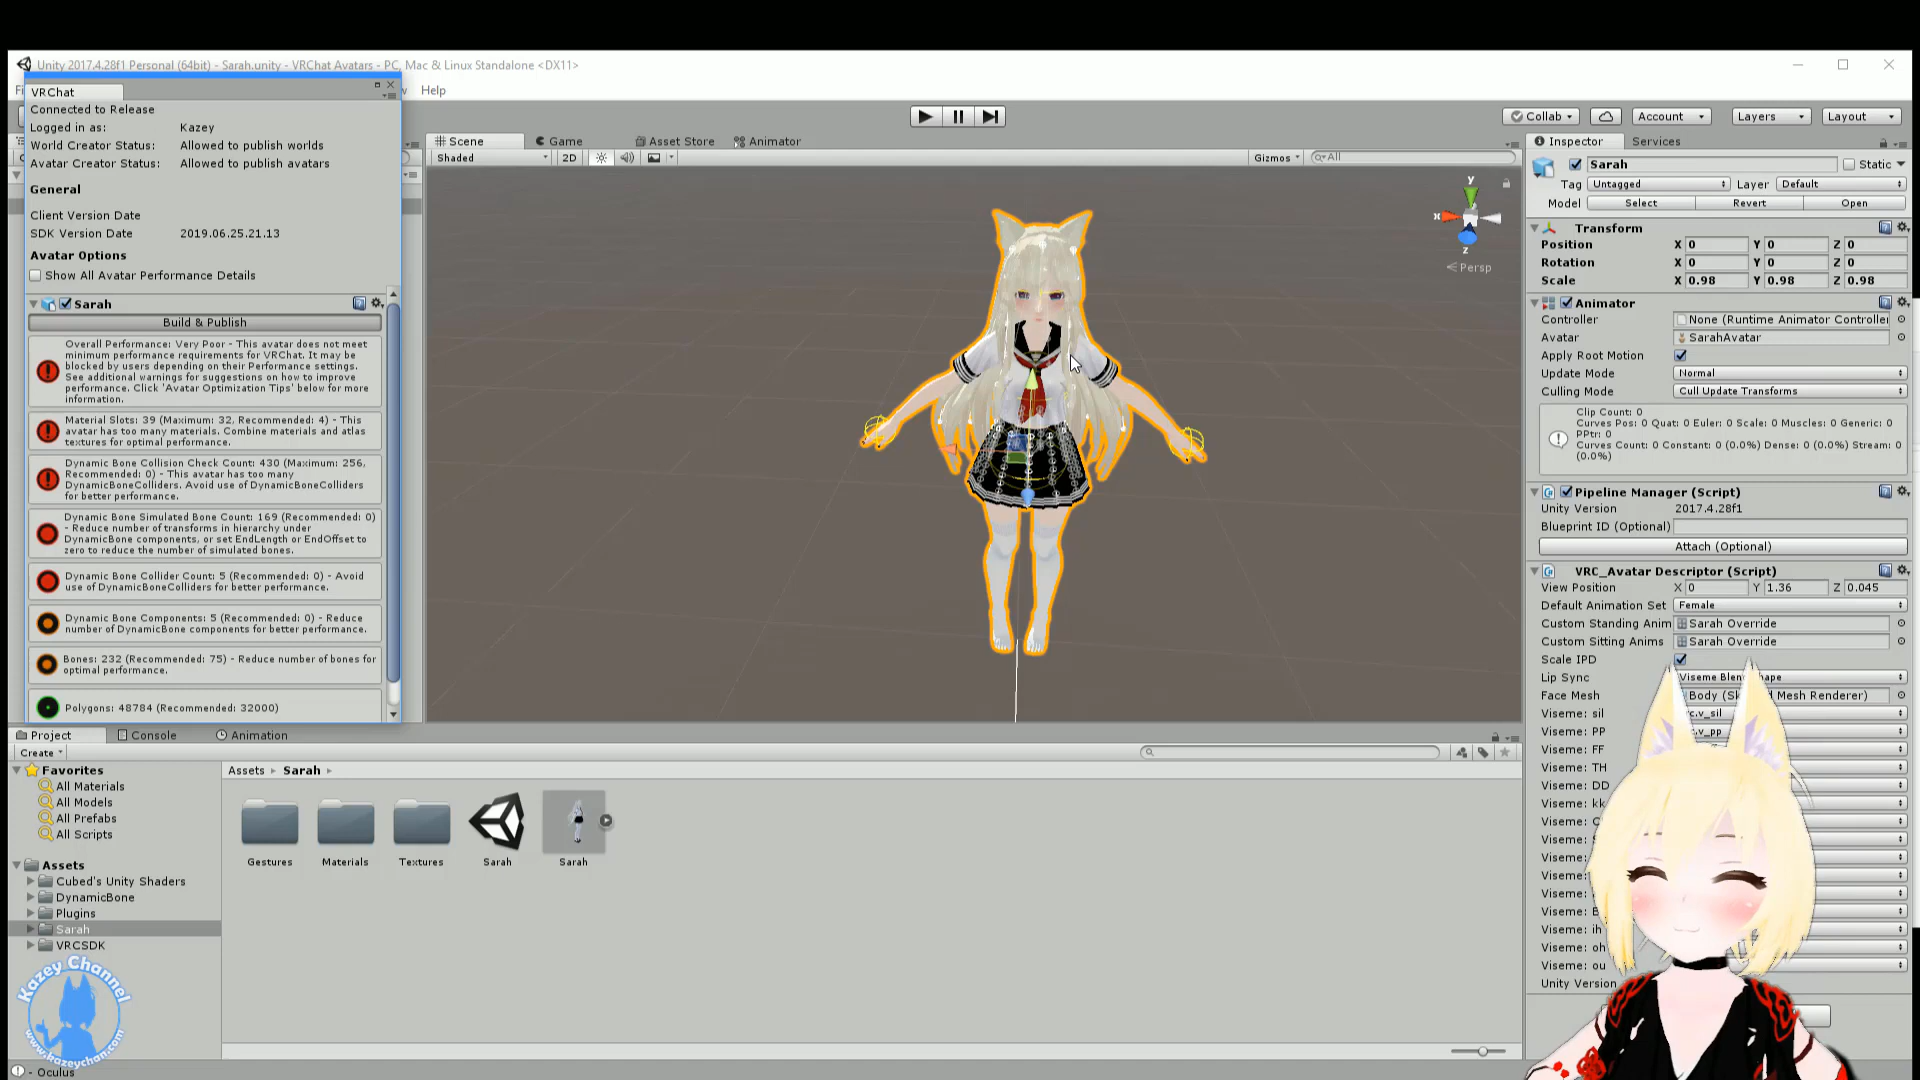 Unity 2017.4.28f1 Personal (64bit) - Sarah.unity - VRChat Avatars - PC, Mac & Linux Standalone <DX11>
Help
VRChat
Connected to Release
Logged in as: Kazey
World Creator Status: Allowed to publish worlds
Avatar Creator Status: Allowed to publish avatars
General
Client Version Date
SDK Version Date 2019.06.25.21.13
Avatar Options
Show All Avatar Performance Details
Sarah
Build & Publish
Overall Performance: Very Poor - This avatar does not meet
minimum performance requirements for VRChat. It may be
blocked by users depending on their Performance settings.
See additional warnings for suggestions on how to improve
performance. Click 'Avatar Optimization Tips' below for more
information.
Material Slots: 39 (Maximum: 32, Recommended: 4) - This
avatar has too many materials. Combine materials and atlas
textures for optimal performance.
Dynamic Bone Collision Check Count: 430 (Maximum: 256,
Recommended: 0) - This avatar has too many
DynamicBoneColliders. Avoid use of DynamicBoneColliders
for better performance.
Dynamic Bone Simulated Bone Count: 169 (Recommended: 0)
- Reduce number of transforms in hierarchy under
DynamicBone components, or set EndLength or EndOffset to
zero to reduce the number of simulated bones.
Dynamic Bone Collider Count: 5 (Recommended: 0) - Avoid
use of DynamicBoneColliders for better performance.
Dynamic Bone Components: 5 (Recommended: 0) - Reduce
number of DynamicBone components for better performance.
Bones: 232 (Recommended: 75) - Reduce number of bones for
optimal performance.
Polygons: 48784 (Recommended: 32000)
Collab Account Layers Layout
Scene Game Asset Store Animator
Shaded 2D Gizmos All
y
x
z
Persp
Inspector Services
Sarah Static
Tag Untagged Layer Default
Model Select Revert Open
Transform
Position X 0 Y 0 Z 0
Rotation X 0 Y 0 Z 0
Scale X 0.98 Y 0.98 Z 0.98
Animator
Controller None (Runtime Animator Controller
Avatar SarahAvatar
Apply Root Motion
Update Mode Normal
Culling Mode Cull Update Transforms
Clip Count: 0
Curves Pos: 0 Quat: 0 Euler: 0 Scale: 0 Muscles: 0 Generic: 0
PPtr: 0
Curves Count: 0 Constant: 0 (0.0%) Dense: 0 (0.0%) Stream: 0
(0.0%)
Pipeline Manager (Script)
Unity Version 2017.4.28f1
Blueprint ID (Optional)
Attach (Optional)
VRC_Avatar Descriptor (Script)
View Position X 0 Y 1.36 Z 0.045
Default Animation Set Female
Custom Standing Anim Sarah Override
Custom Sitting Anims Sarah Override
Scale IPD
Lip Sync Viseme Blend
Face Mesh Body (Sk Mesh Renderer)
Viseme: sil v_sil
Viseme: PP v_pp
Viseme: FF
Viseme: TH
Viseme: DD
Viseme: kk
Viseme:
Viseme:
Viseme:
Viseme:
Viseme:
Viseme:
Viseme: ih
Viseme: oh
Viseme: ou
Unity Version
Project Console Animation
Create
Favorites
All Materials
All Models
All Prefabs
All Scripts
Assets
Cubed's Unity Shaders
DynamicBone
Plugins
Sarah
VRCSDK
Assets Sarah
Gestures Materials Textures Sarah Sarah
Kazey Channel
www.kazeychan.com
- Oculus